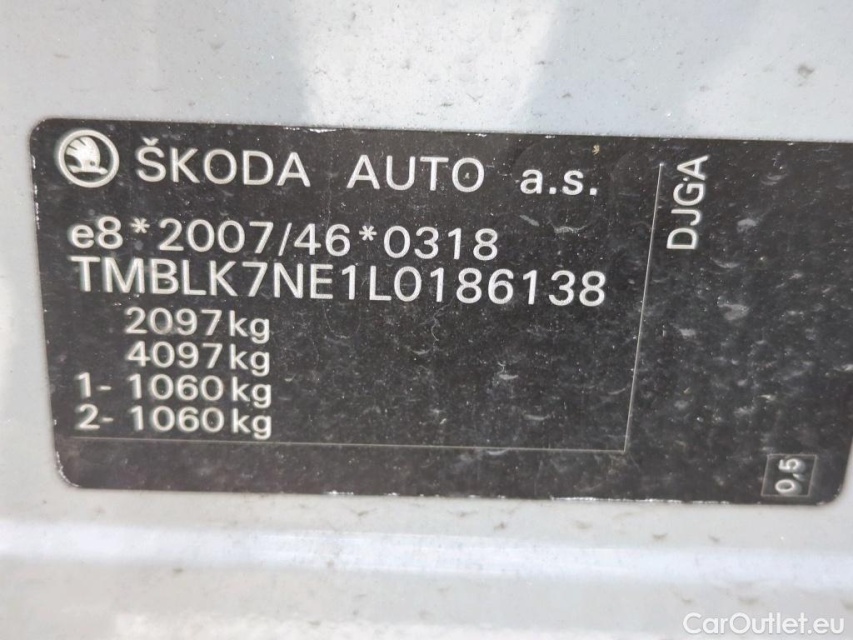 ŠKODA AUTO a.s.
e8*2007/46*0318
TMBLK7NE1L0186138
2097kg
4097kg
1- 1060kg
2- 1060kg
DJGA
0,5
CarOutlet.eu